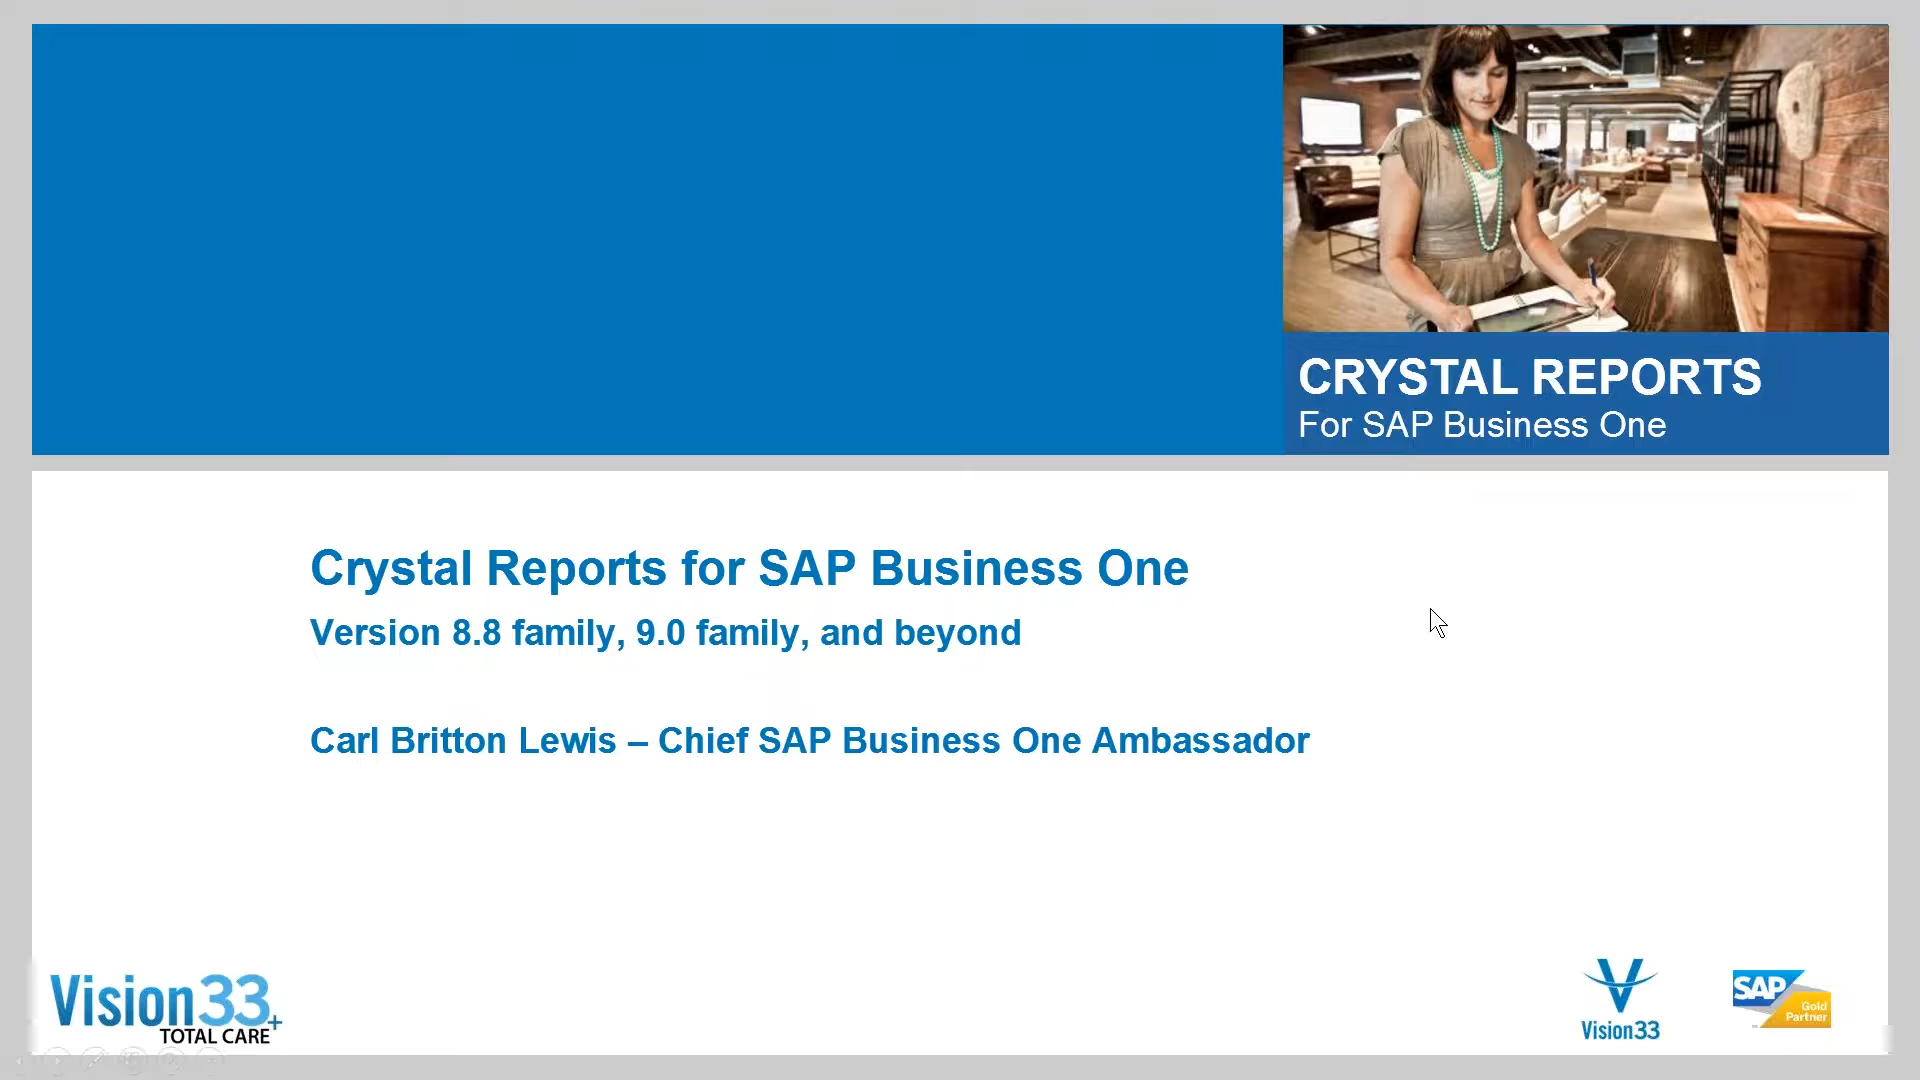 CRYSTAL REPORTS
For SAP Business One
Crystal Reports for SAP Business One
Version 8.8 family, 9.0 family, and beyond
Carl Britton Lewis – Chief SAP Business One Ambassador
Vision33+
TOTAL CARE
Vision33
SAP
Gold
Partner